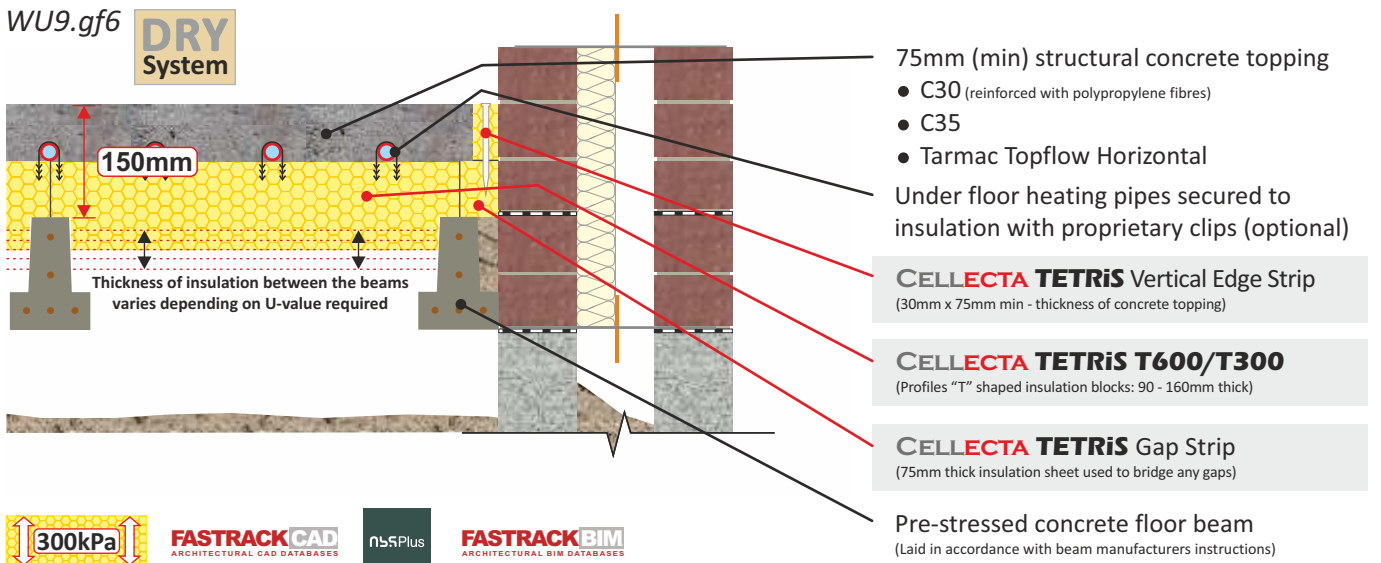 WU9.gf6
DRY
System
150mm
Thickness of insulation between the beams
varies depending on U-value required
75mm (min) structural concrete topping
● C30 (reinforced with polypropylene fibres)
● C35
● Tarmac Topflow Horizontal
Under floor heating pipes secured to
insulation with proprietary clips (optional)
CELLECTA TETRiS Vertical Edge Strip
(30mm x 75mm min - thickness of concrete topping)
CELLECTA TETRiS T600/T300
(Profiles “T” shaped insulation blocks: 90 - 160mm thick)
CELLECTA TETRiS Gap Strip
(75mm thick insulation sheet used to bridge any gaps)
Pre-stressed concrete floor beam
(Laid in accordance with beam manufacturers instructions)
300kPa
FASTRACKCAD
ARCHITECTURAL CAD DATABASES
nbsPlus
FASTRACKBIM
ARCHITECTURAL BIM DATABASES